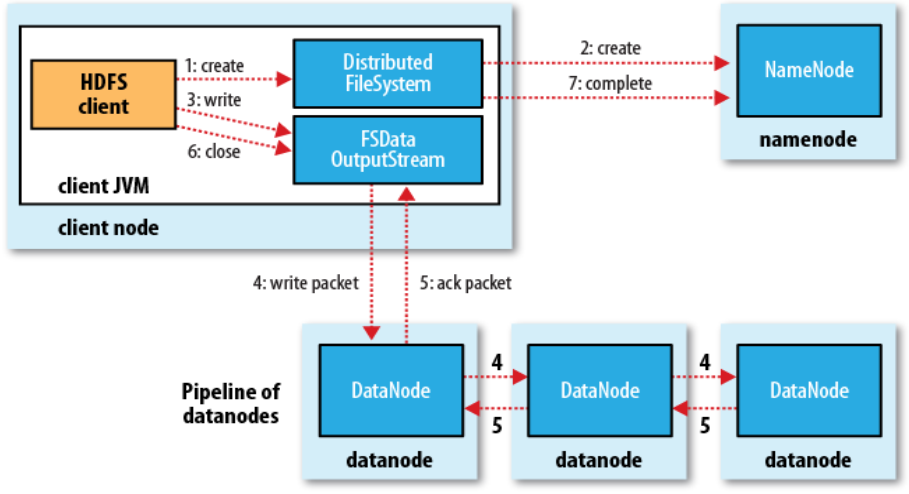 1: create
2: create
HDFS
client
Distributed
FileSystem
NameNode
3: write
7: complete
6: close
FSData
OutputStream
namenode
client JVM
client node
4: write packet
5: ack packet
Pipeline of
datanodes
DataNode
4
DataNode
4
DataNode
5
5
datanode
datanode
datanode